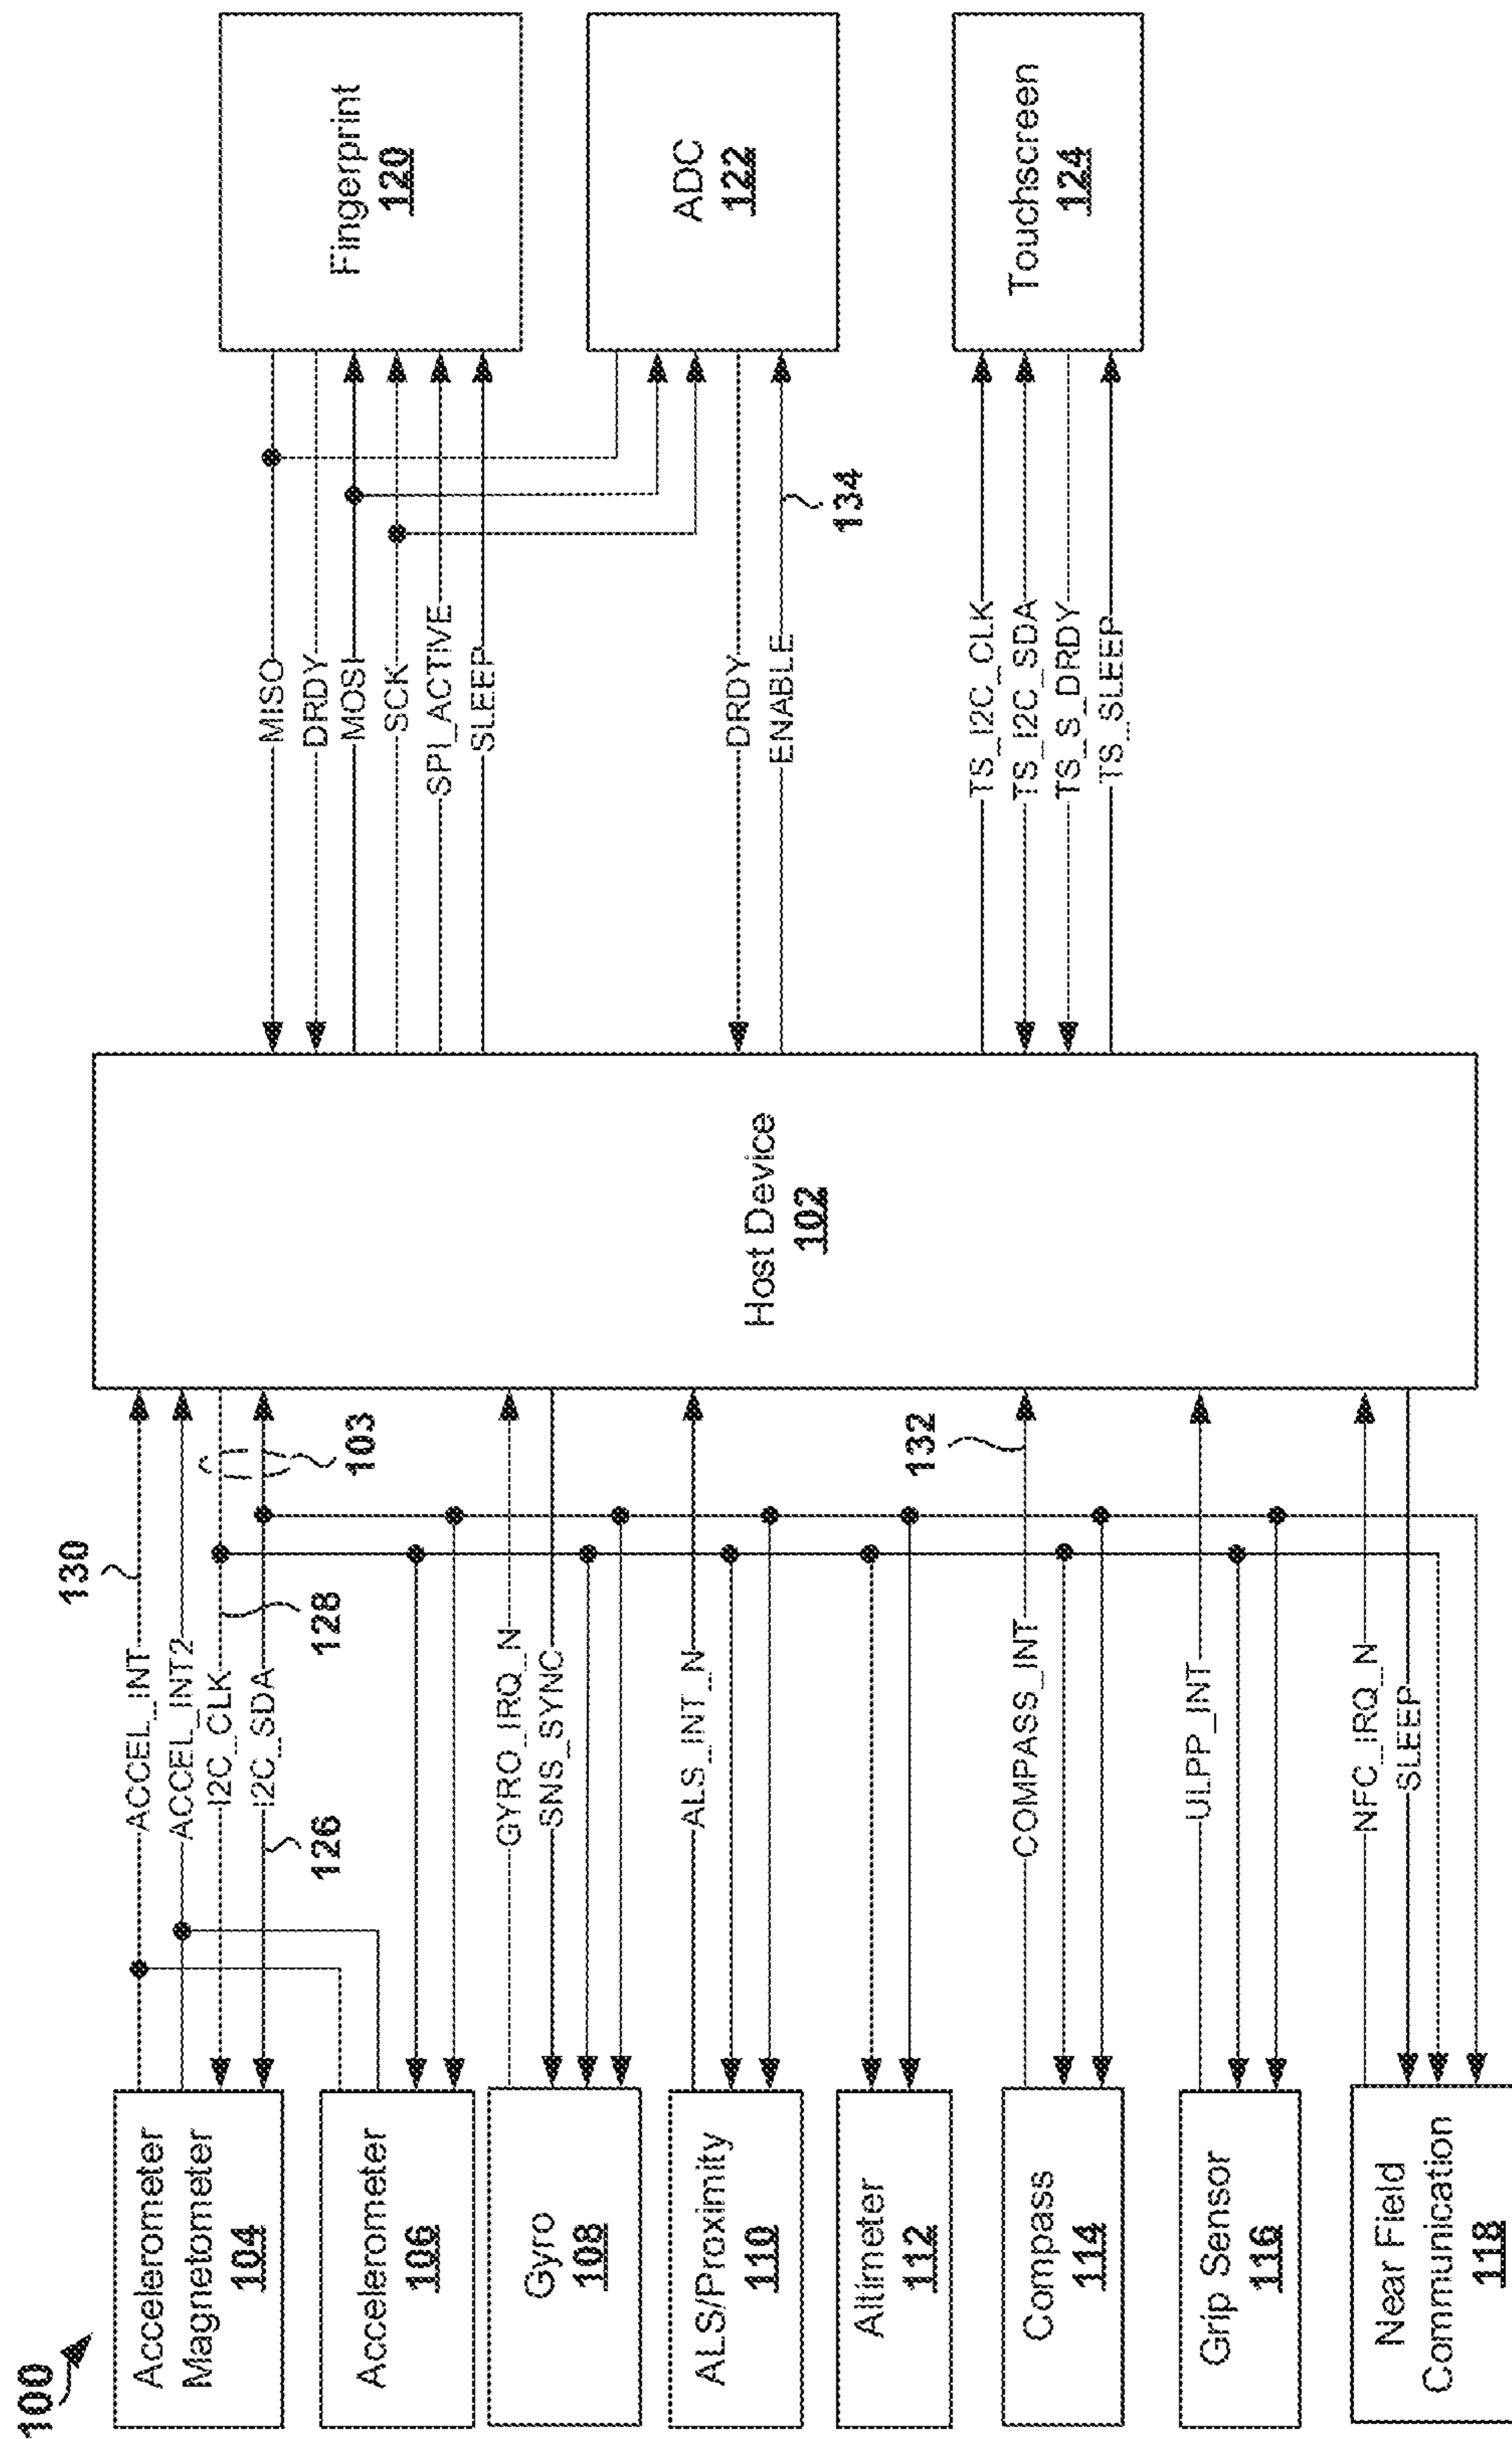 100
Accelerometer
Magnetometer
104
Accelerometer
106
Gyro
108
ALS/Proximity
110
Altimeter
112
Compass
114
Grip Sensor
116
Near Field
Communication
118
ACCEL_INT
130
ACCEL_INT2
I2C_CLK
128
I2C_SDA
126
103
GYRO_IRQ_N
SNS_SYNC
ALS_INT_N
COMPASS_INT
132
ULPP_INT
NFC_IRQ_N
SLEEP
Host Device
102
MISO
DRDY
MOSI
SCK
SPI_ACTIVE
SLEEP
DRDY
ENABLE
134
TS_I2C_CLK
TS_I2C_SDA
TS_S_DRDY
TS_SLEEP
Fingerprint
120
ADC
122
Touchscreen
124